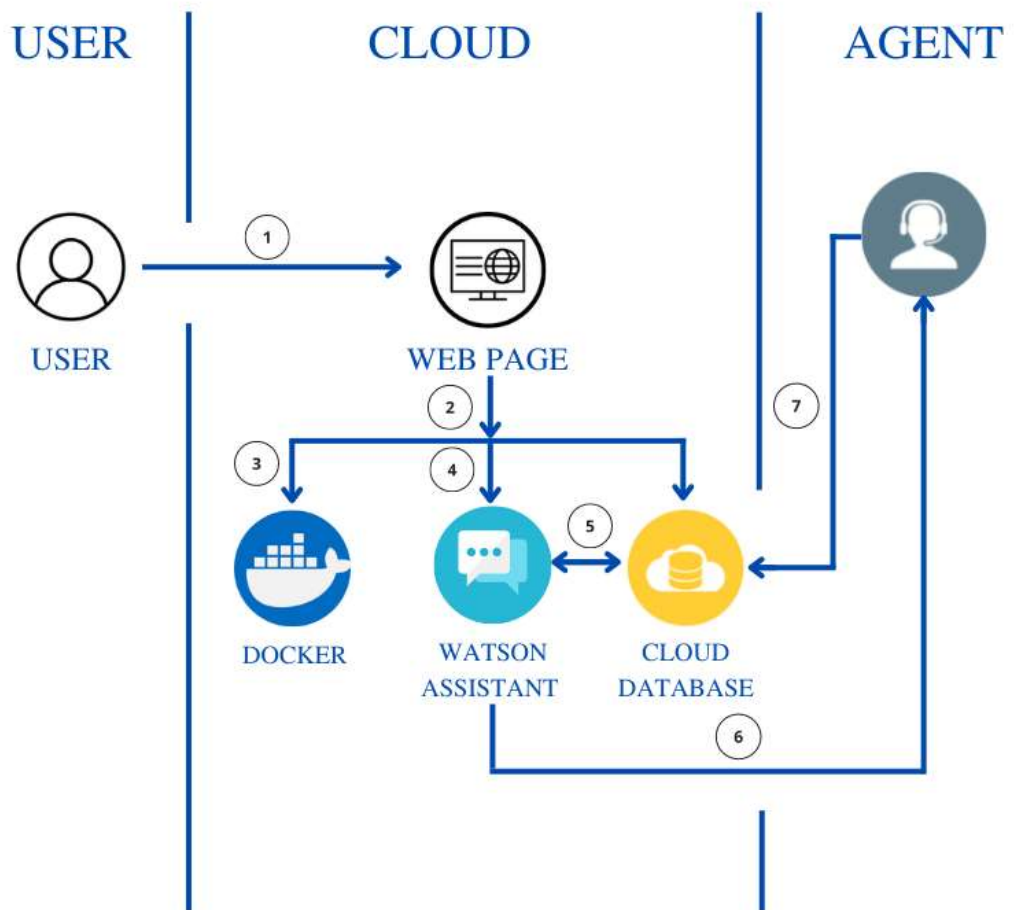 USER
CLOUD
AGENT
1
USER
WEB PAGE
2
7
3
4
5
DOCKER
WATSON
ASSISTANT
CLOUD
DATABASE
6